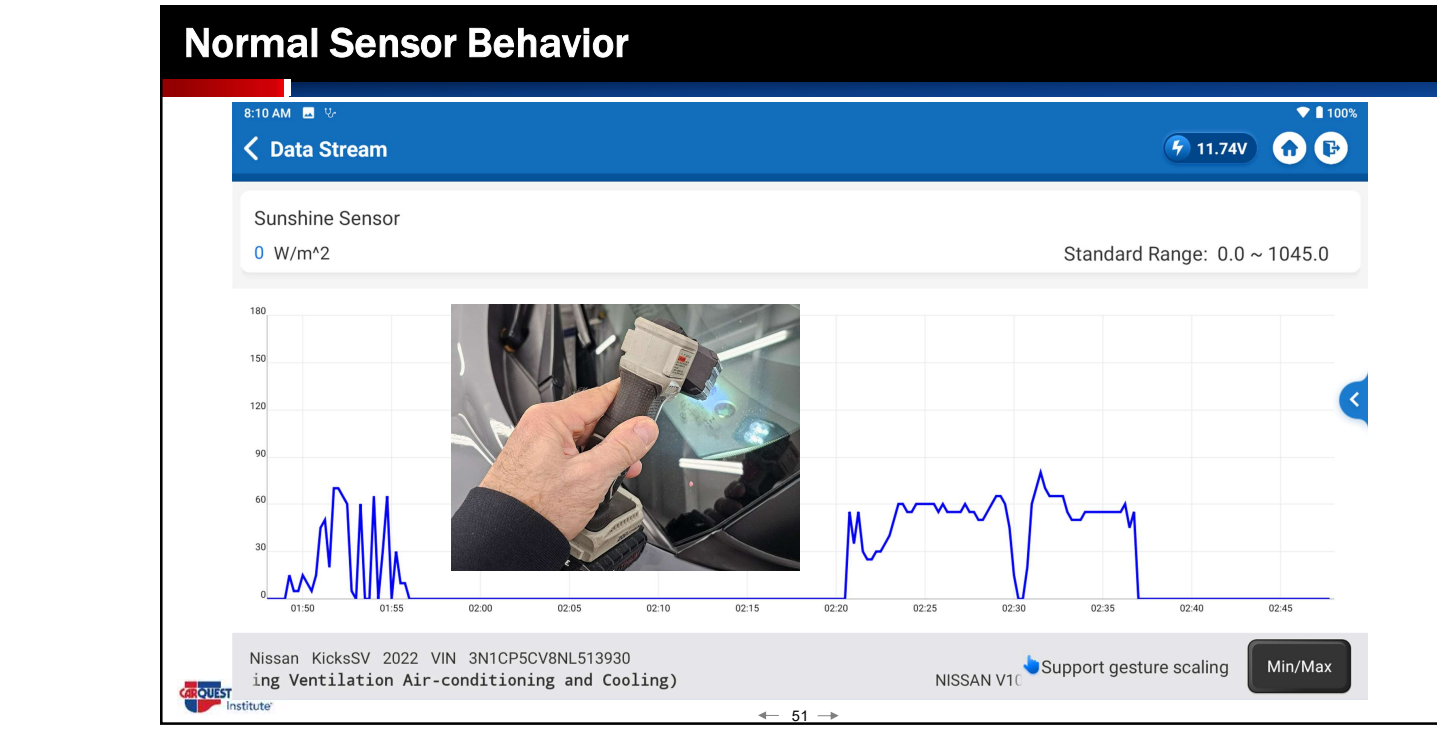 Normal Sensor Behavior
8:10 AM 100%
Data Stream 11.74V
Sunshine Sensor
0 W/m^2 Standard Range: 0.0 ~ 1045.0
180
150
120
90
60
30
0
01:50 01:55 02:00 02:05 02:10 02:15 02:20 02:25 02:30 02:35 02:40 02:45
Nissan KicksSV 2022 VIN 3N1CP5CV8NL513930
ing Ventilation Air-conditioning and Cooling) NISSAN V10 Support gesture scaling Min/Max
CARQUEST
Institute
51